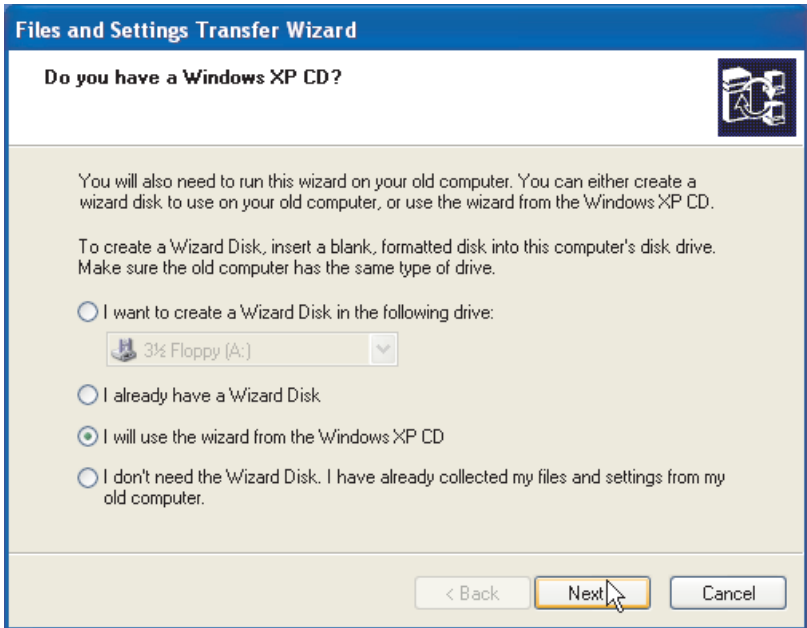 Files and Settings Transfer Wizard
Do you have a Windows XP CD?
You will also need to run this wizard on your old computer. You can either create a
wizard disk to use on your old computer, or use the wizard from the Windows XP CD.
To create a Wizard Disk, insert a blank, formatted disk into this computer's disk drive.
Make sure the old computer has the same type of drive.
I want to create a Wizard Disk in the following drive:
3½ Floppy (A:)
I already have a Wizard Disk
I will use the wizard from the Windows XP CD
I don't need the Wizard Disk. I have already collected my files and settings from my
old computer.
< Back Next > Cancel